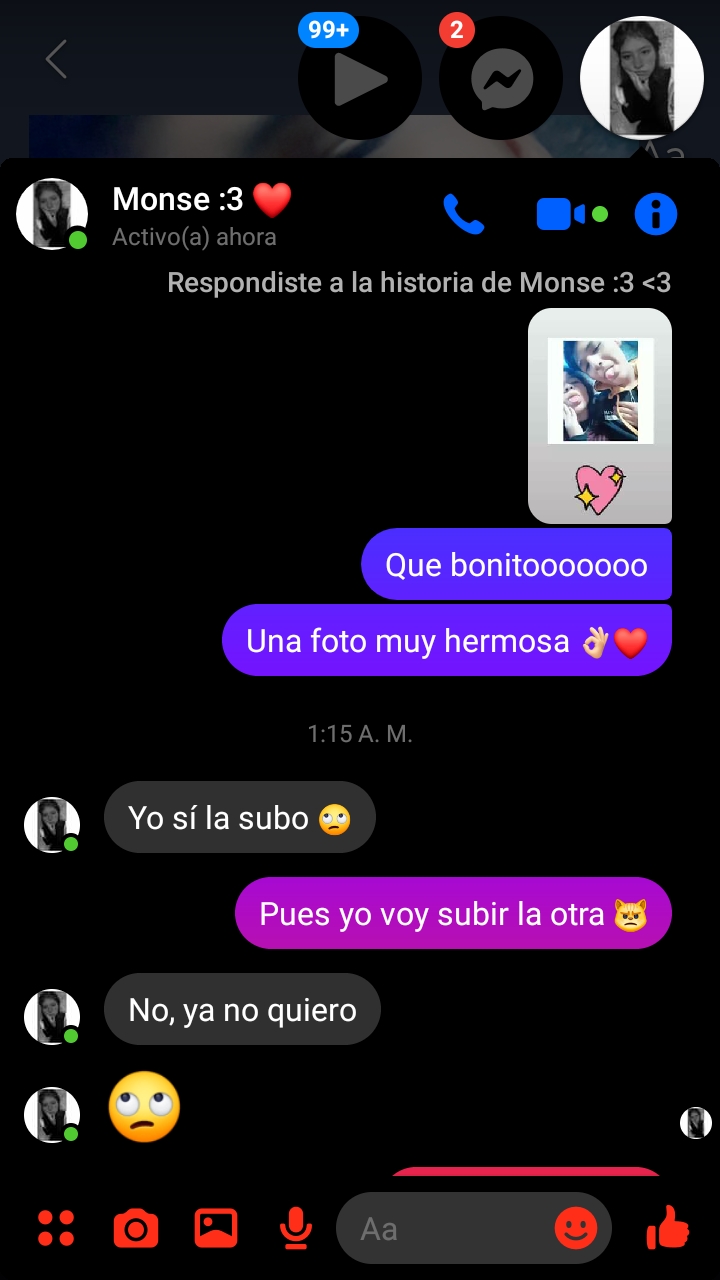 99+
2
Aa
Monse :3 ❤️
Activo(a) ahora
Respondiste a la historia de Monse :3 <3
Que bonitooooooo
Una foto muy hermosa 👌🏻❤️
1:15 A. M.
Yo sí la subo 🙄
Pues yo voy subir la otra 😾
No, ya no quiero
🙄
Aa